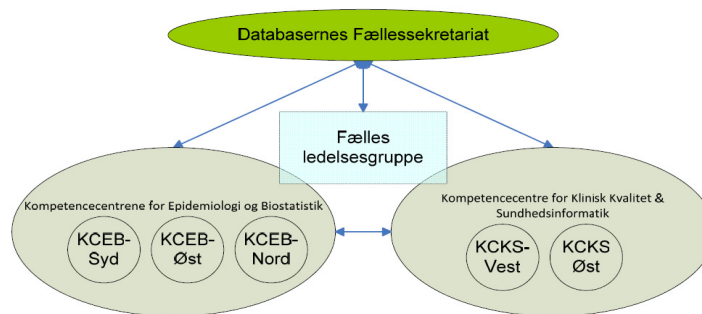 Databasernes Fællessekretariat
Fælles
ledelsesgruppe
Kompetencecentrene for Epidemiologi og Biostatistik
KCEB-
Syd
KCEB-
Øst
KCEB-
Nord
Kompetencecentre for Klinisk Kvalitet &
Sundhedsinformatik
KCKS-
Vest
KCKS
Øst